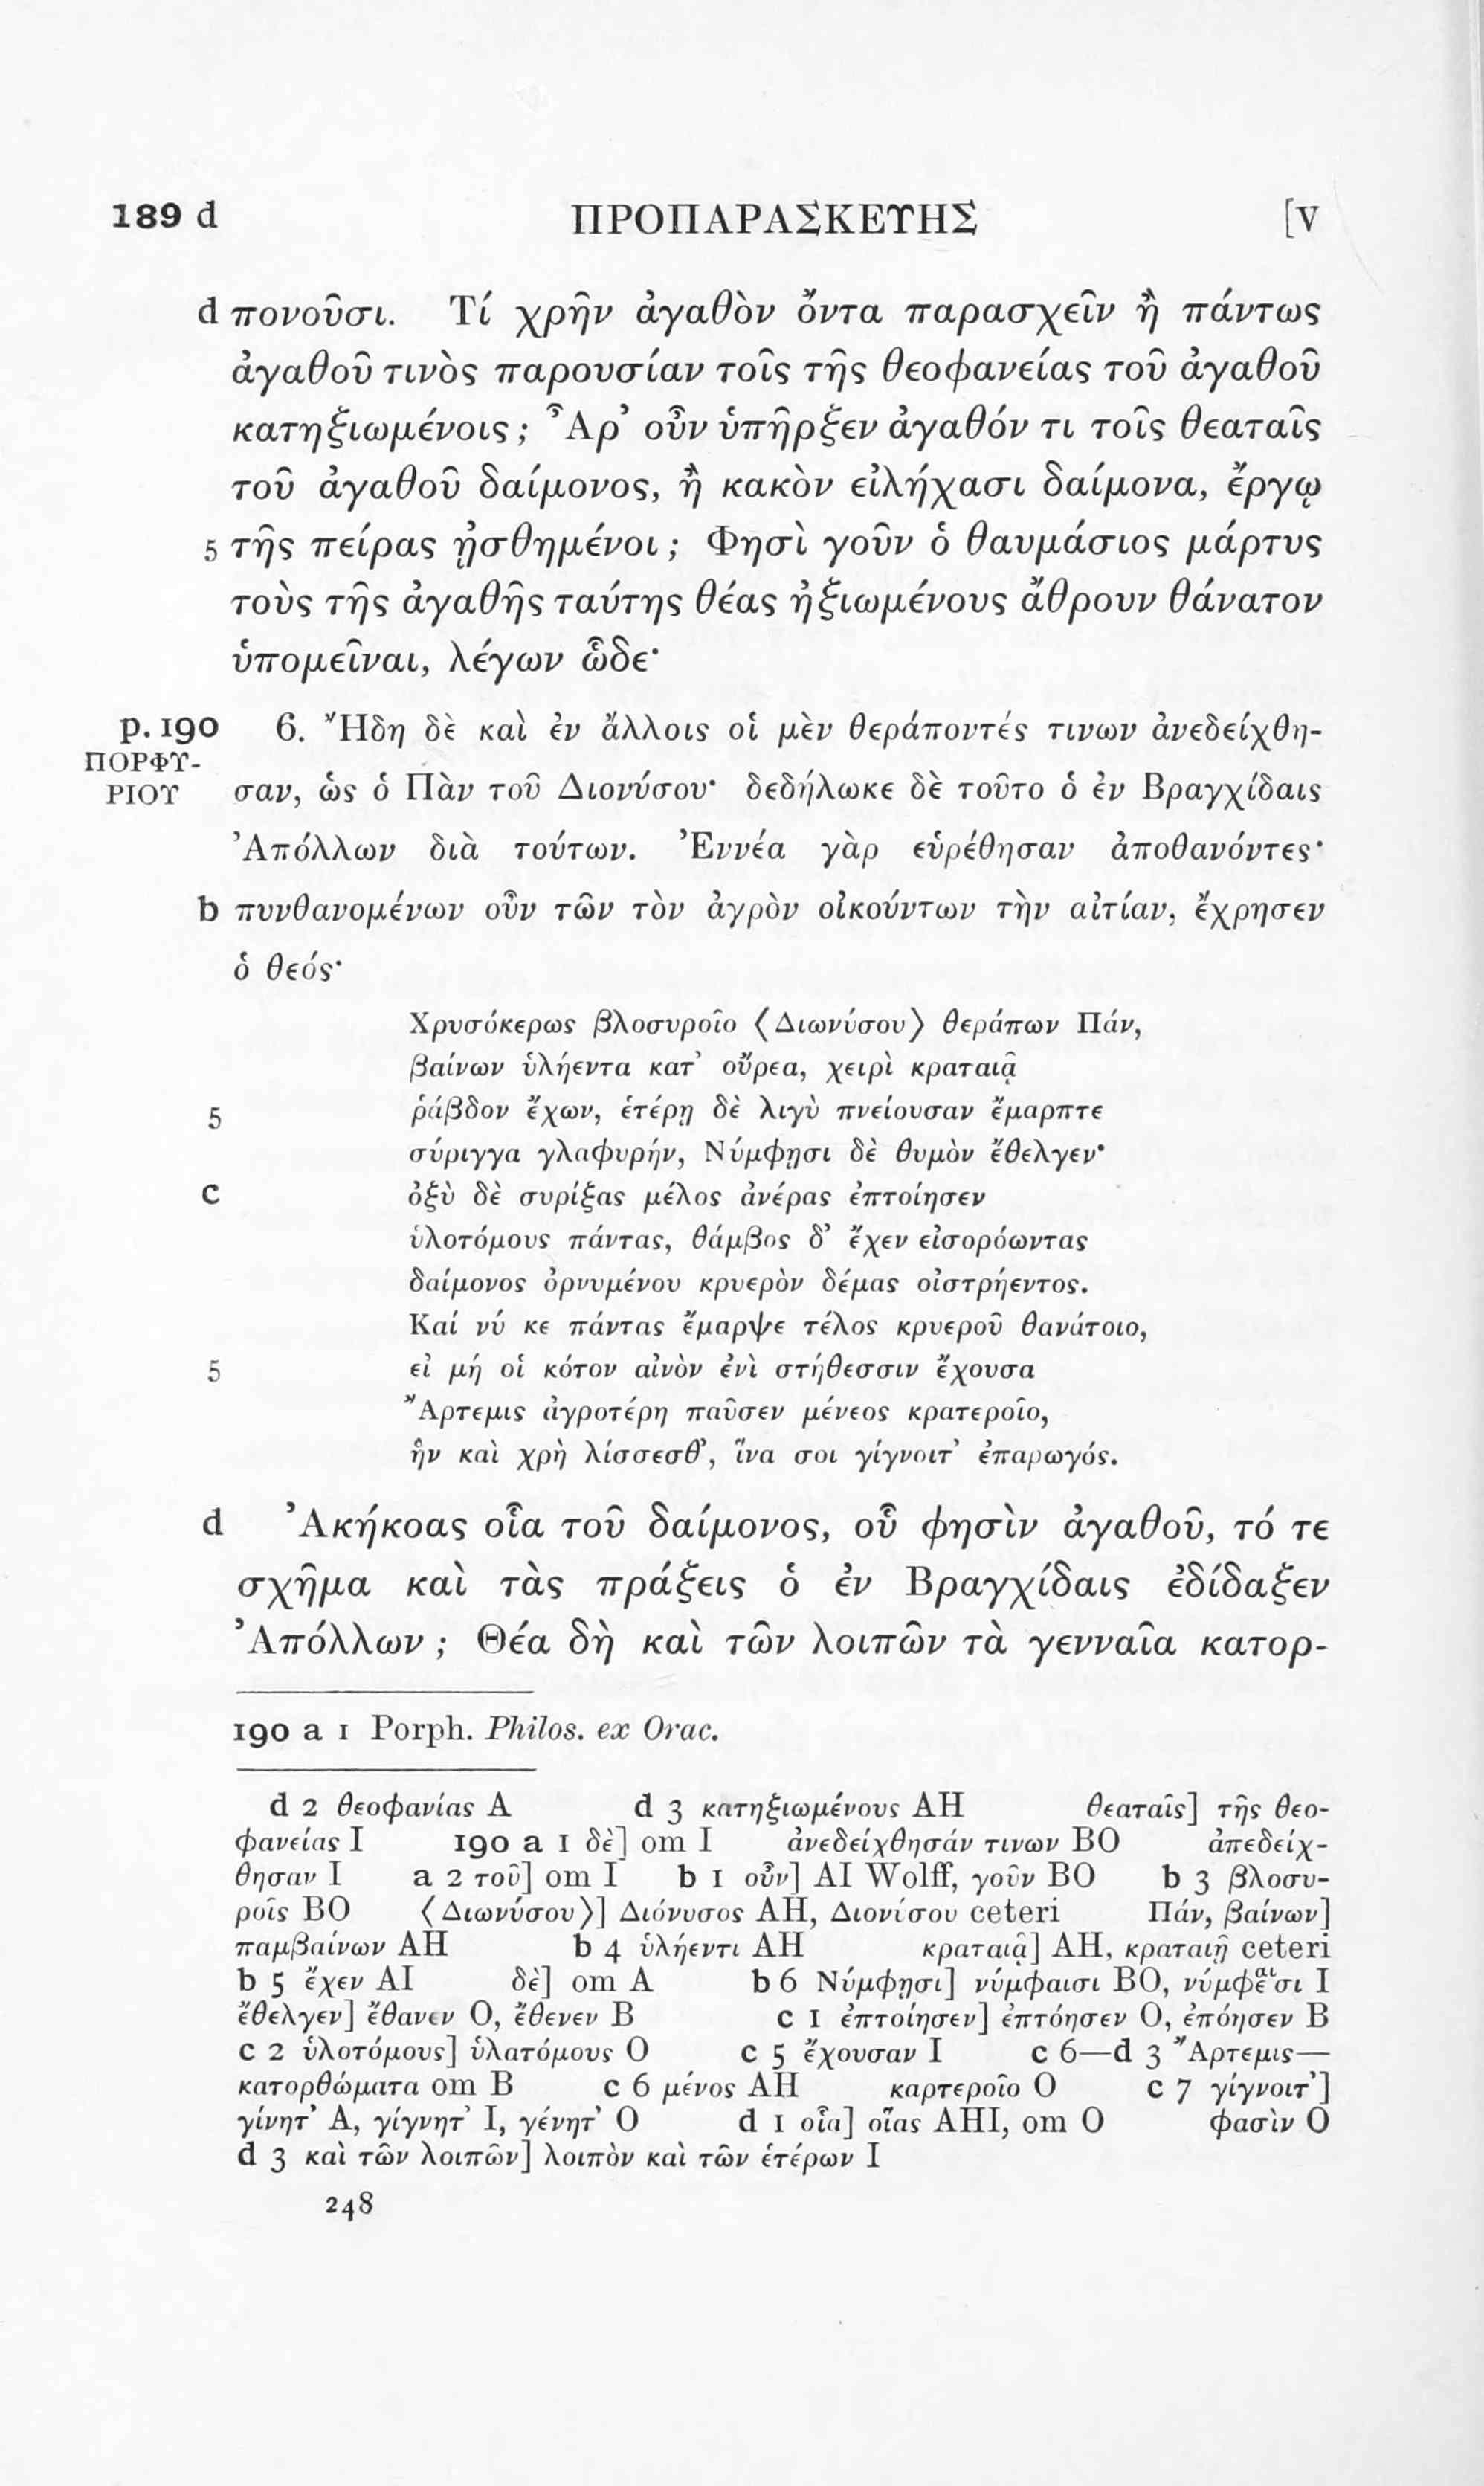 189 d ΠΡΟΠΑΡΑΣΚΕΥΗΣ [V
d πονοῦσι. Τί χρῆν ἀγαθὸν ὄντα παρασχεῖν ἢ πάντως
ἀγαθοῦ τινὸς παρουσίαν τοῖς τῆς θεοφανείας τοῦ ἀγαθοῦ
κατηξιωμένοις; Ἆρ’ οὖν ὑπῆρξεν ἀγαθόν τι τοῖς θεαταῖς
τοῦ ἀγαθοῦ δαίμονος, ἢ κακὸν εἰλήχασι δαίμονα, ἔργῳ
5 τῆς πείρας ᾐσθημένοι; Φησὶ γοῦν ὁ θαυμάσιος μάρτυς
τοὺς τῆς ἀγαθῆς ταύτης θέας ἠξιωμένους ἄθρουν θάνατον
ὑπομεῖναι, λέγων ὧδε·
p. 190 6. Ἤδη δὲ καὶ ἐν ἄλλοις οἱ μὲν θεράποντές τινων ἀνεδείχθη-
ΠΟΡΦΥ-
ΡΙΟΥ σαν, ὡς ὁ Πὰν τοῦ Διονύσου· δεδήλωκε δὲ τοῦτο ὁ ἐν Βραγχίδαις
Ἀπόλλων διὰ τούτων. Ἐννέα γὰρ εὑρέθησαν ἀποθανόντες·
b πυνθανομένων οὖν τῶν τὸν ἀγρὸν οἰκούντων τὴν αἰτίαν, ἔχρησεν
ὁ θεός·
Χρυσόκερως βλοσυροῖο ⟨Διωνύσου⟩ θεράπων Πάν,
βαίνων ὑλήεντα κατ’ οὔρεα, χειρὶ κραταιᾷ
5 ῥάβδον ἔχων, ἑτέρῃ δὲ λιγὺ πνείουσαν ἔμαρπτε
σύριγγα γλαφυρήν, Νύμφῃσι δὲ θυμὸν ἔθελγεν·
c ὀξὺ δὲ συρίξας μέλος ἀνέρας ἐπτοίησεν
ὑλοτόμους πάντας, θάμβος δ’ ἔχεν εἰσορόωντας
δαίμονος ὀρνυμένου κρυερὸν δέμας οἰστρήεντος.
Καί νύ κε πάντας ἔμαρψε τέλος κρυεροῦ θανάτοιο,
5 εἰ μή οἱ κότον αἰνὸν ἐνὶ στήθεσσιν ἔχουσα
Ἄρτεμις ἀγροτέρη παῦσεν μένεος κρατεροῖο,
ἣν καὶ χρὴ λίσσεσθ’, ἵνα σοι γίγνοιτ’ ἐπαρωγός.
d Ἀκήκοας οἷα τοῦ δαίμονος, οὗ φησὶν ἀγαθοῦ, τό τε
σχῆμα καὶ τὰς πράξεις ὁ ἐν Βραγχίδαις ἐδίδαξεν
Ἀπόλλων; Θέα δὴ καὶ τῶν λοιπῶν τὰ γενναῖα κατορ-
190 a 1 Porph. Philos. ex Orac.
d 2 θεοφανίας A d 3 κατηξιωμένους AH θεαταῖς] τῆς θεο-
φανείας I 190 a 1 δὲ] om I ἀνεδείχθησάν τινων BO ἀπεδείχ-
θησαν I a 2 τοῦ] om I b 1 οὖν] AI Wolff, γοῦν BO b 3 βλοσυ-
ροῖς BO ⟨Διωνύσου⟩] Διόνυσος AH, Διονύσου ceteri Πάν, βαίνων]
παμβαίνων AH b 4 ὑλήεντι AH κραταιᾷ] AH, κραταιῇ ceteri
b 5 ἔχεν AI δὲ] om A b 6 Νύμφῃσι] νύμφαισι BO, νύμφεαισι I
ἔθελγεν] ἔθανεν O, ἔθενεν B c 1 ἐπτοίησεν] ἐπτόησεν O, ἐπόησεν B
c 2 ὑλοτόμους] ὑλατόμους O c 5 ἔχουσαν I c 6—d 3 Ἄρτεμις—
κατορθώματα om B c 6 μένος AH καρτεροῖο O c 7 γίγνοιτ’]
γίνητ’ A, γίγνητ’ I, γένητ’ O d 1 οἷα] οἵας AHI, om O φασὶν O
d 3 καὶ τῶν λοιπῶν] λοιπὸν καὶ τῶν ἑτέρων I
248